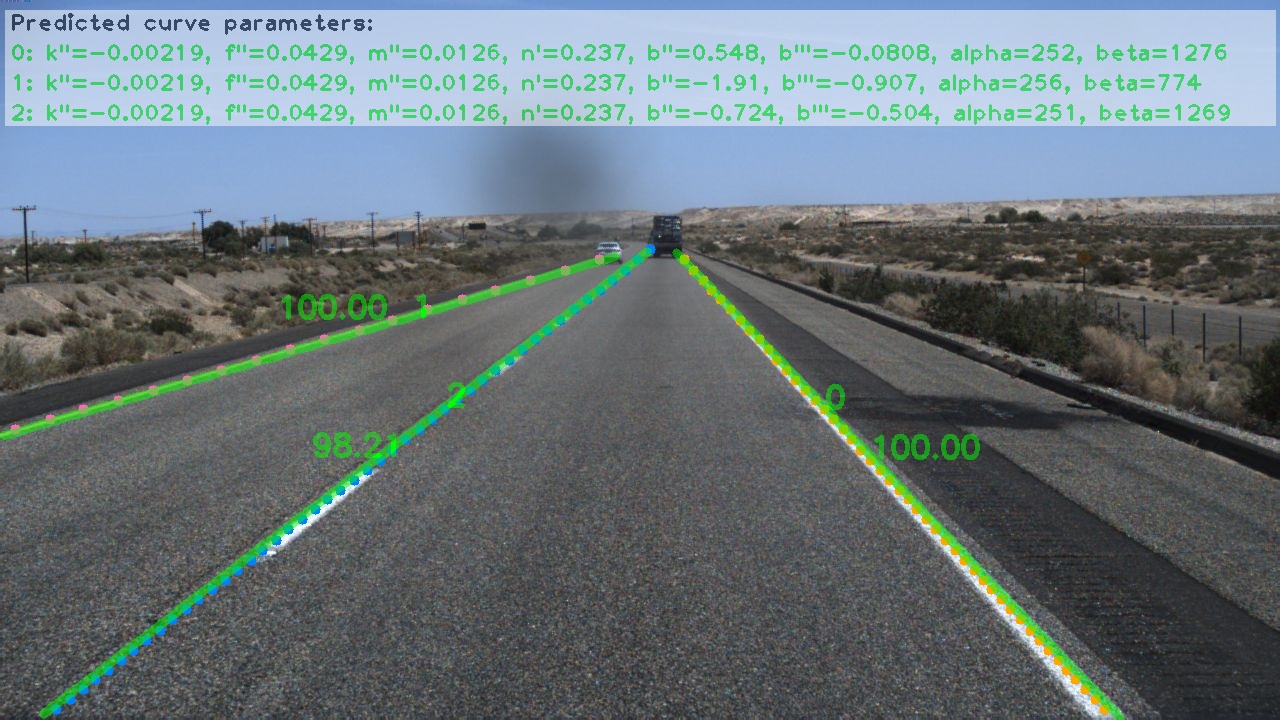 Predicted curve parameters:
0: k''=-0.00219, f''=0.0429, m''=0.0126, n'=0.237, b''=0.548, b'''=-0.0808, alpha=252, beta=1276
1: k''=-0.00219, f''=0.0429, m''=0.0126, n'=0.237, b''=-1.91, b'''=-0.907, alpha=256, beta=774
2: k''=-0.00219, f''=0.0429, m''=0.0126, n'=0.237, b''=-0.724, b'''=-0.504, alpha=251, beta=1269
100.00 1
2
0
98.21
100.00